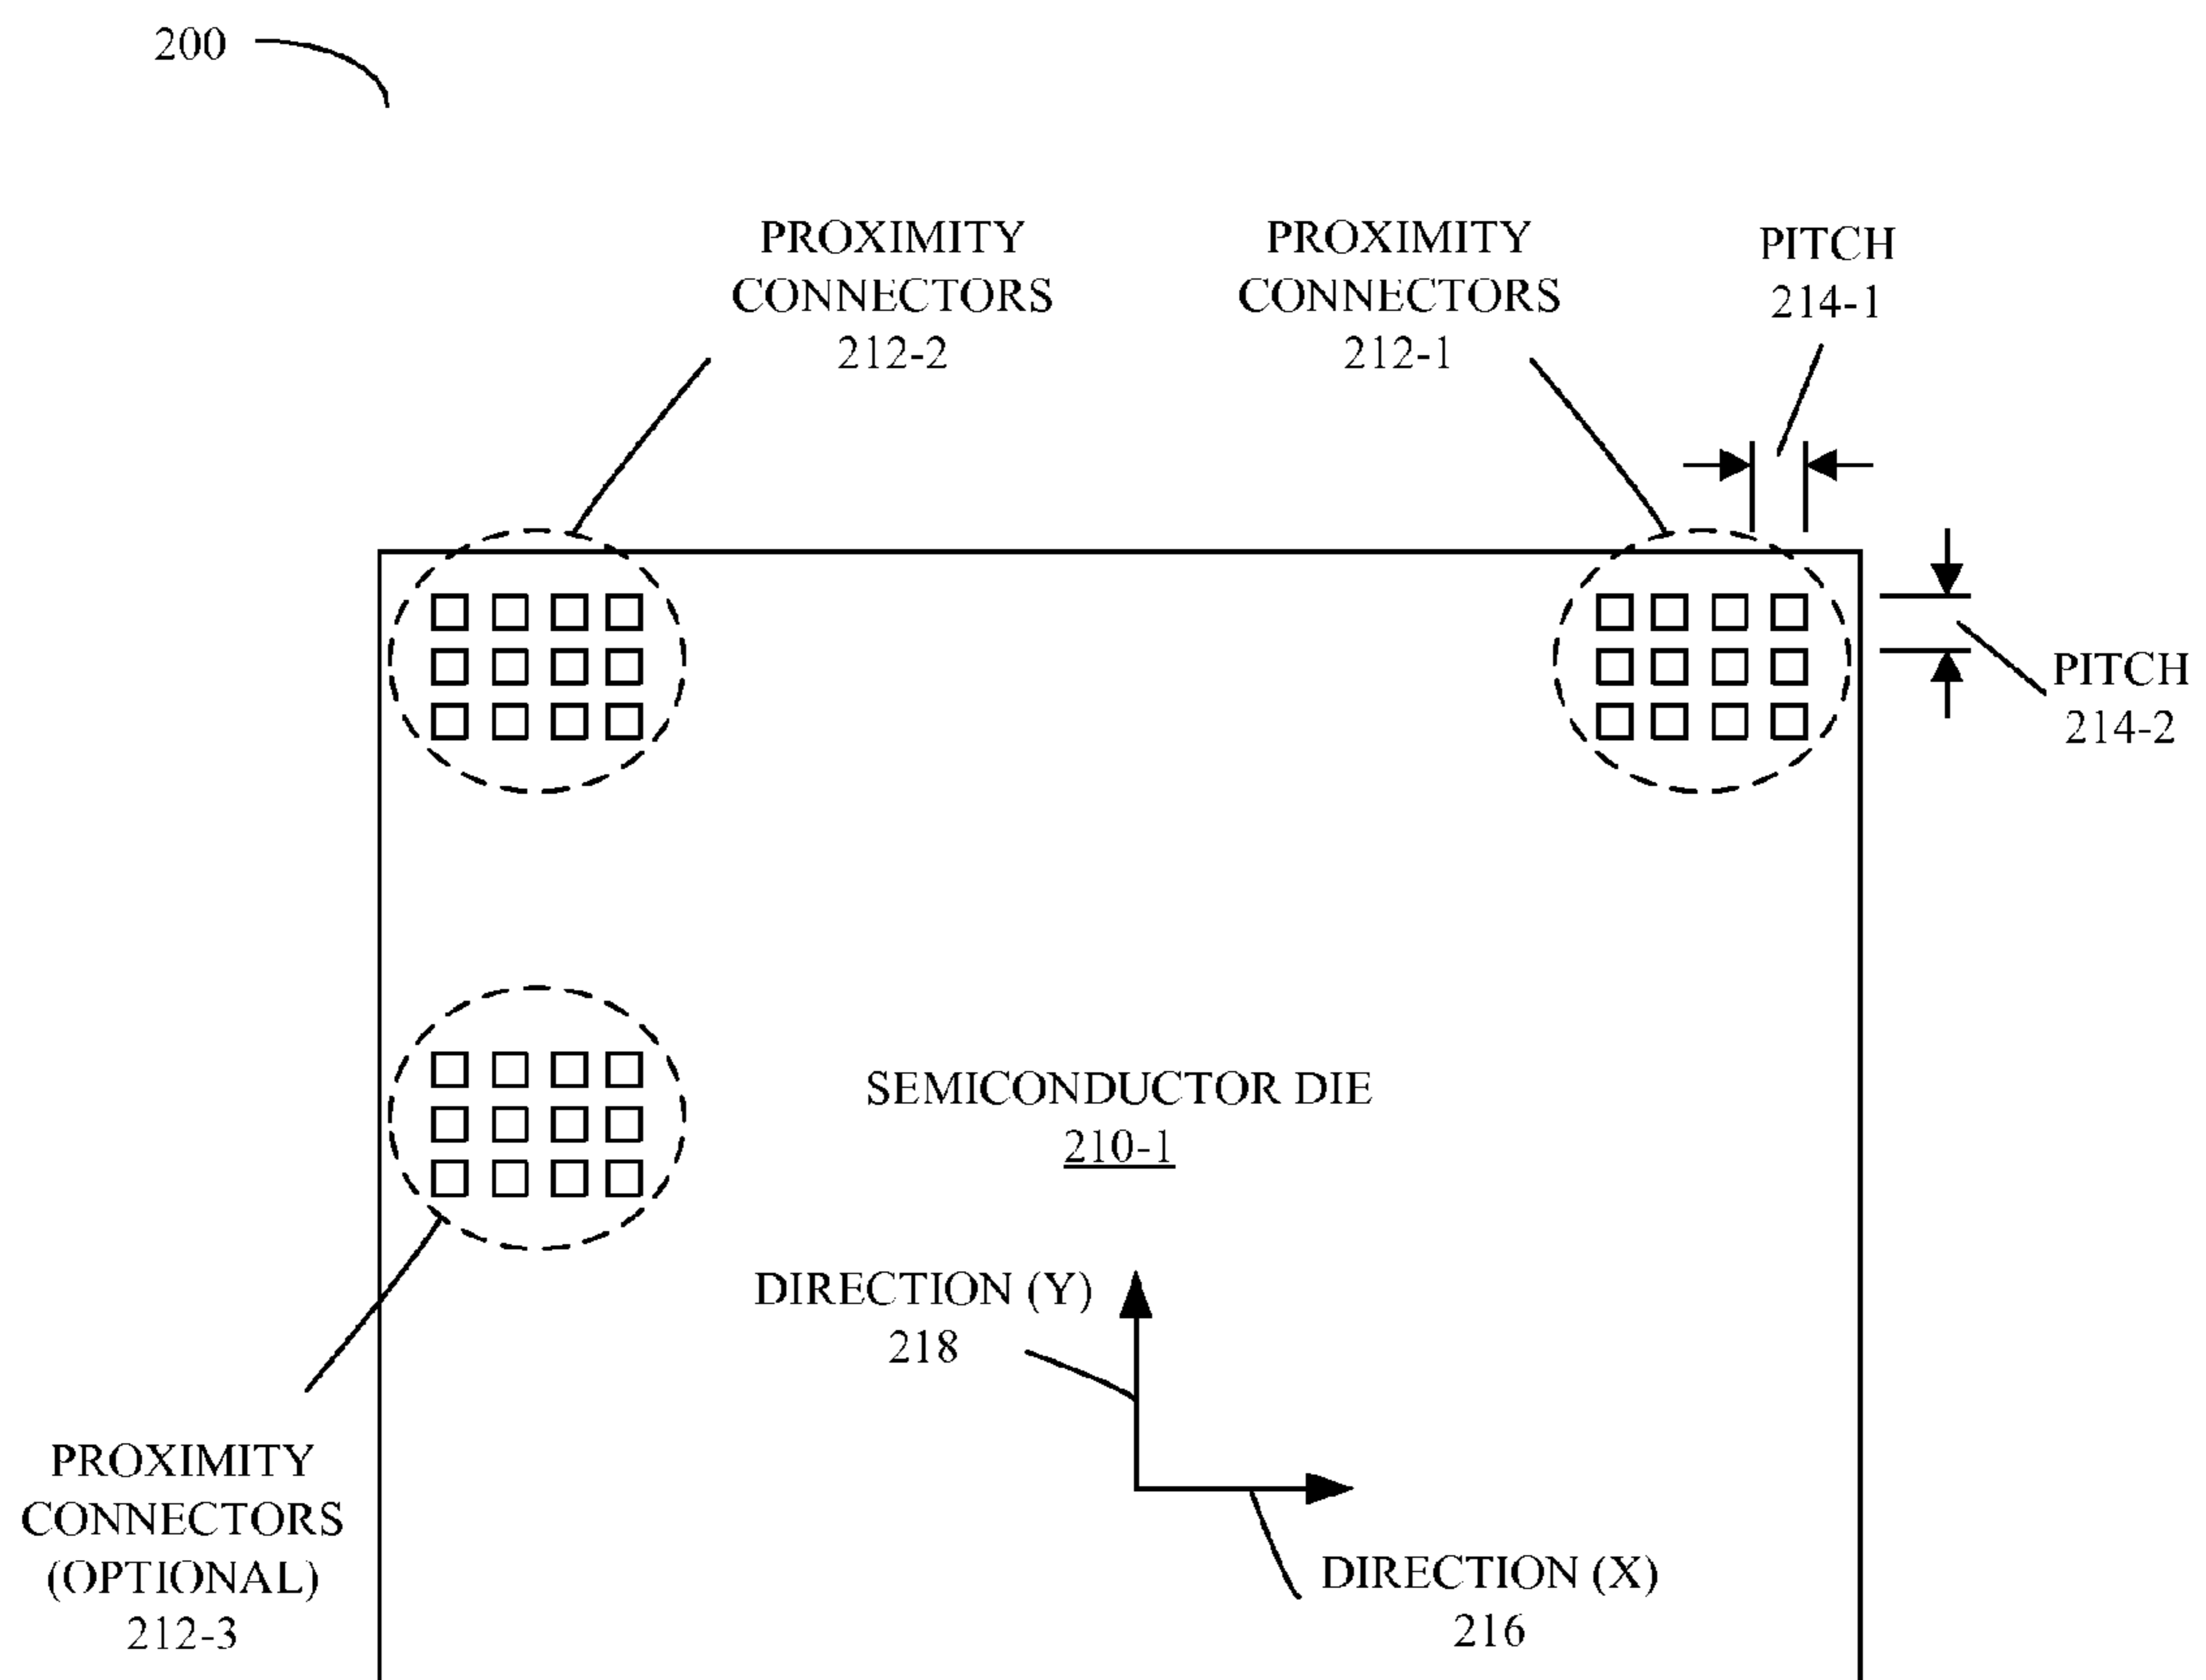 200
PROXIMITY
CONNECTORS
212-2
PROXIMITY
CONNECTORS
212-1
PITCH
214-1
PITCH
214-2
SEMICONDUCTOR DIE
210-1
DIRECTION (Y)
218
PROXIMITY
CONNECTORS
(OPTIONAL)
212-3
DIRECTION (X)
216